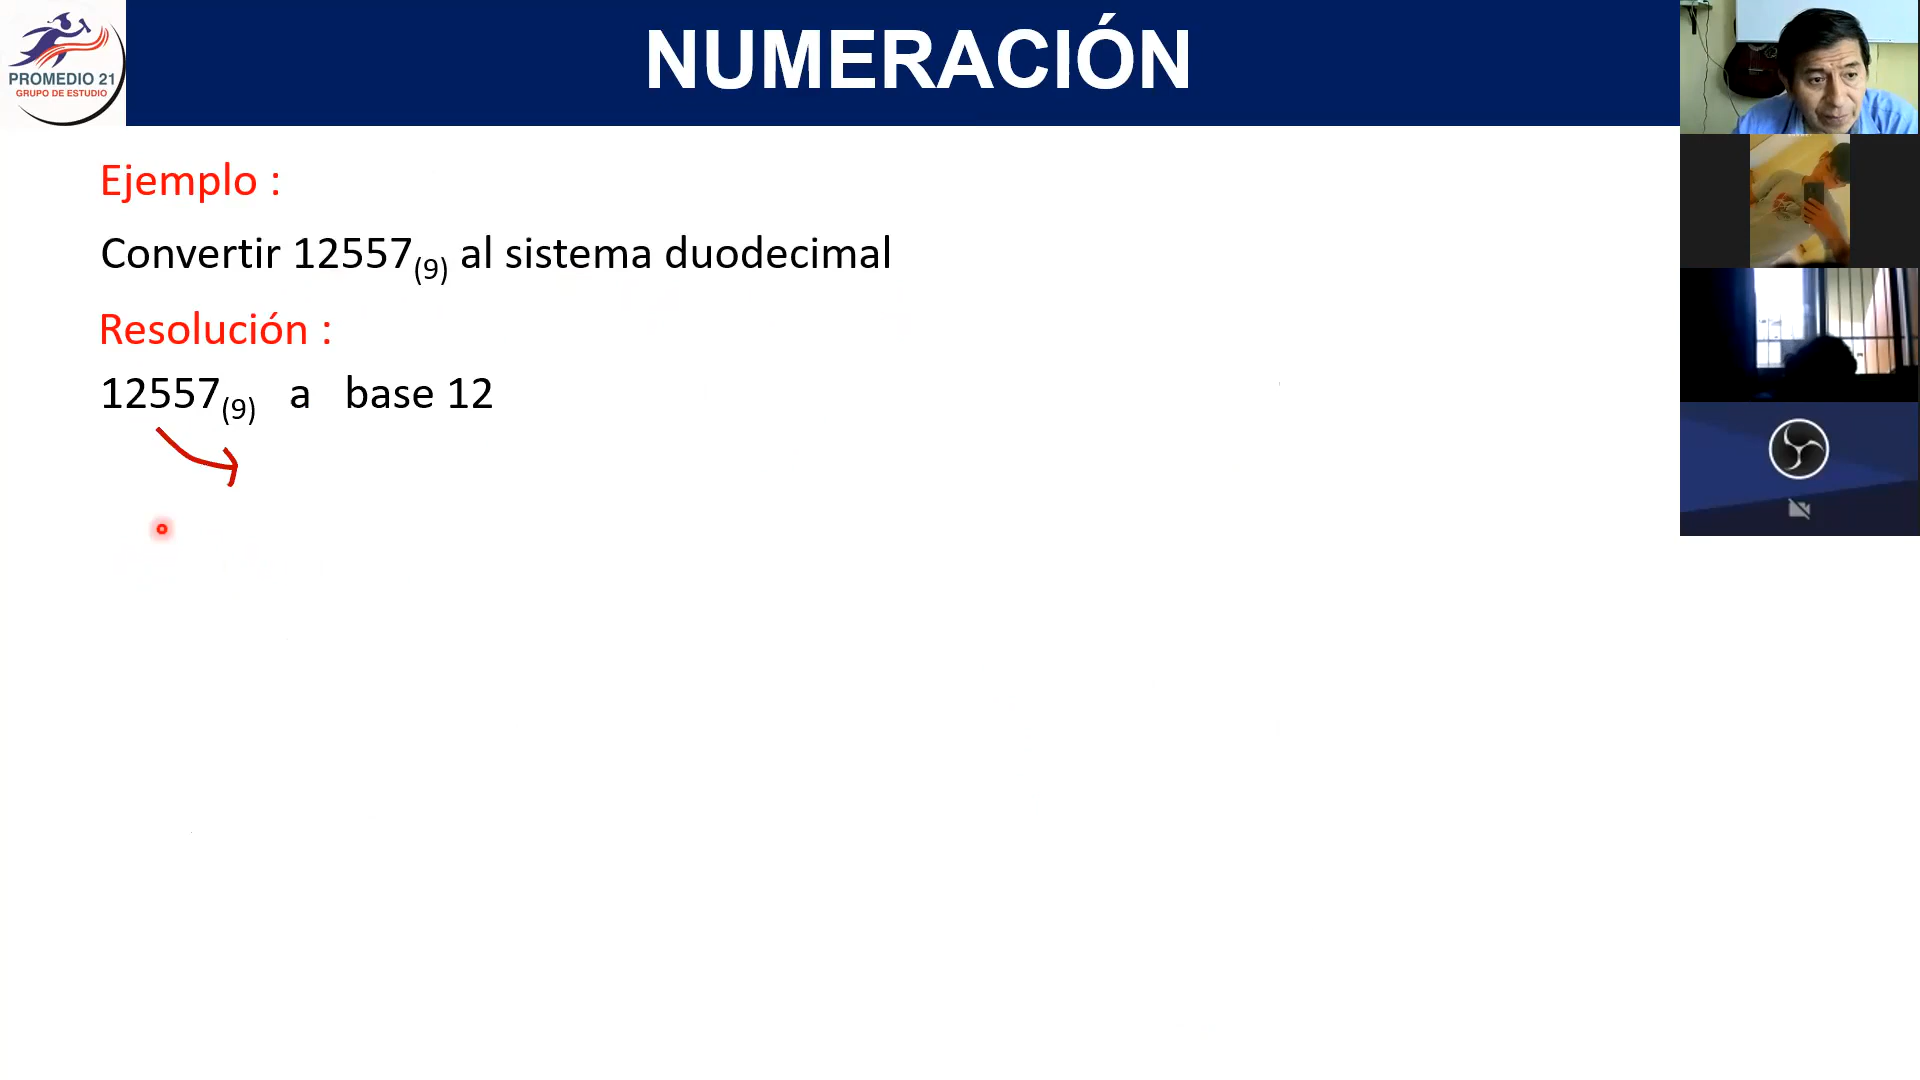 PROMEDIO 21
GRUPO DE ESTUDIO
NUMERACIÓN
Ejemplo :
Convertir 12557(9) al sistema duodecimal
Resolución :
12557(9) a base 12